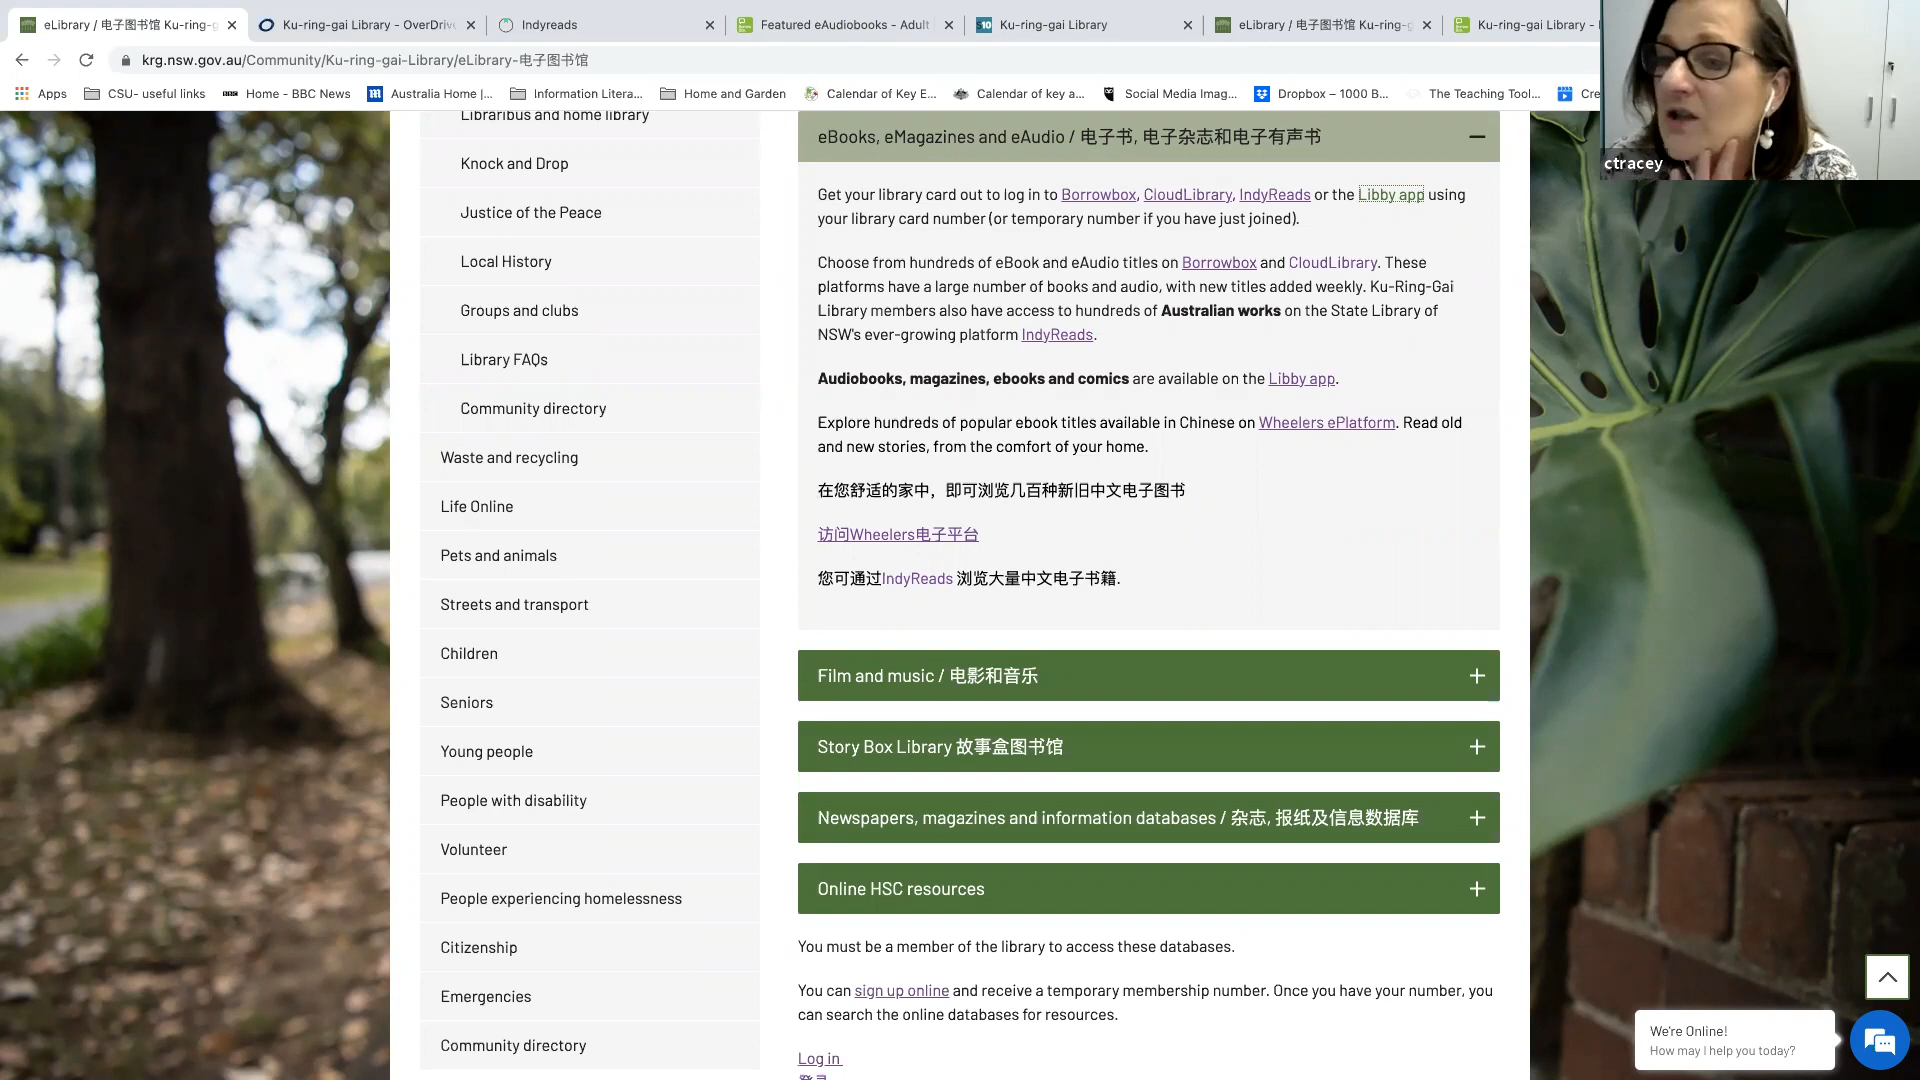 eLibrary / 电子图书馆 Ku-ring-g
Ku-ring-gai Library - OverDriv
Indyreads
Featured eAudiobooks - Adult
Ku-ring-gai Library
eLibrary / 电子图书馆 Ku-ring-g
Ku-ring-gai Library -
krg.nsw.gov.au/Community/Ku-ring-gai-Library/eLibrary-电子图书馆
Apps
CSU- useful links
Home - BBC News
Australia Home |...
Information Litera...
Home and Garden
Calendar of Key E...
Calendar of key a...
Social Media Imag...
Dropbox – 1000 B...
The Teaching Tool...
Cre
ctracey
Libraribus and home library
Knock and Drop
Justice of the Peace
Local History
Groups and clubs
Library FAQs
Community directory
Waste and recycling
Life Online
Pets and animals
Streets and transport
Children
Seniors
Young people
People with disability
Volunteer
People experiencing homelessness
Citizenship
Emergencies
Community directory
eBooks, eMagazines and eAudio / 电子书, 电子杂志和电子有声书
Get your library card out to log in to Borrowbox, CloudLibrary, IndyReads or the Libby app using
your library card number (or temporary number if you have just joined).
Choose from hundreds of eBook and eAudio titles on Borrowbox and CloudLibrary. These
platforms have a large number of books and audio, with new titles added weekly. Ku-Ring-Gai
Library members also have access to hundreds of Australian works on the State Library of
NSW's ever-growing platform IndyReads.
Audiobooks, magazines, ebooks and comics are available on the Libby app.
Explore hundreds of popular ebook titles available in Chinese on Wheelers ePlatform. Read old
and new stories, from the comfort of your home.
在您舒适的家中，即可浏览几百种新旧中文电子图书
访问Wheelers电子平台
您可通过IndyReads 浏览大量中文电子书籍.
Film and music / 电影和音乐
Story Box Library 故事盒图书馆
Newspapers, magazines and information databases / 杂志, 报纸及信息数据库
Online HSC resources
You must be a member of the library to access these databases.
You can sign up online and receive a temporary membership number. Once you have your number, you
can search the online databases for resources.
Log in
We're Online!
How may I help you today?